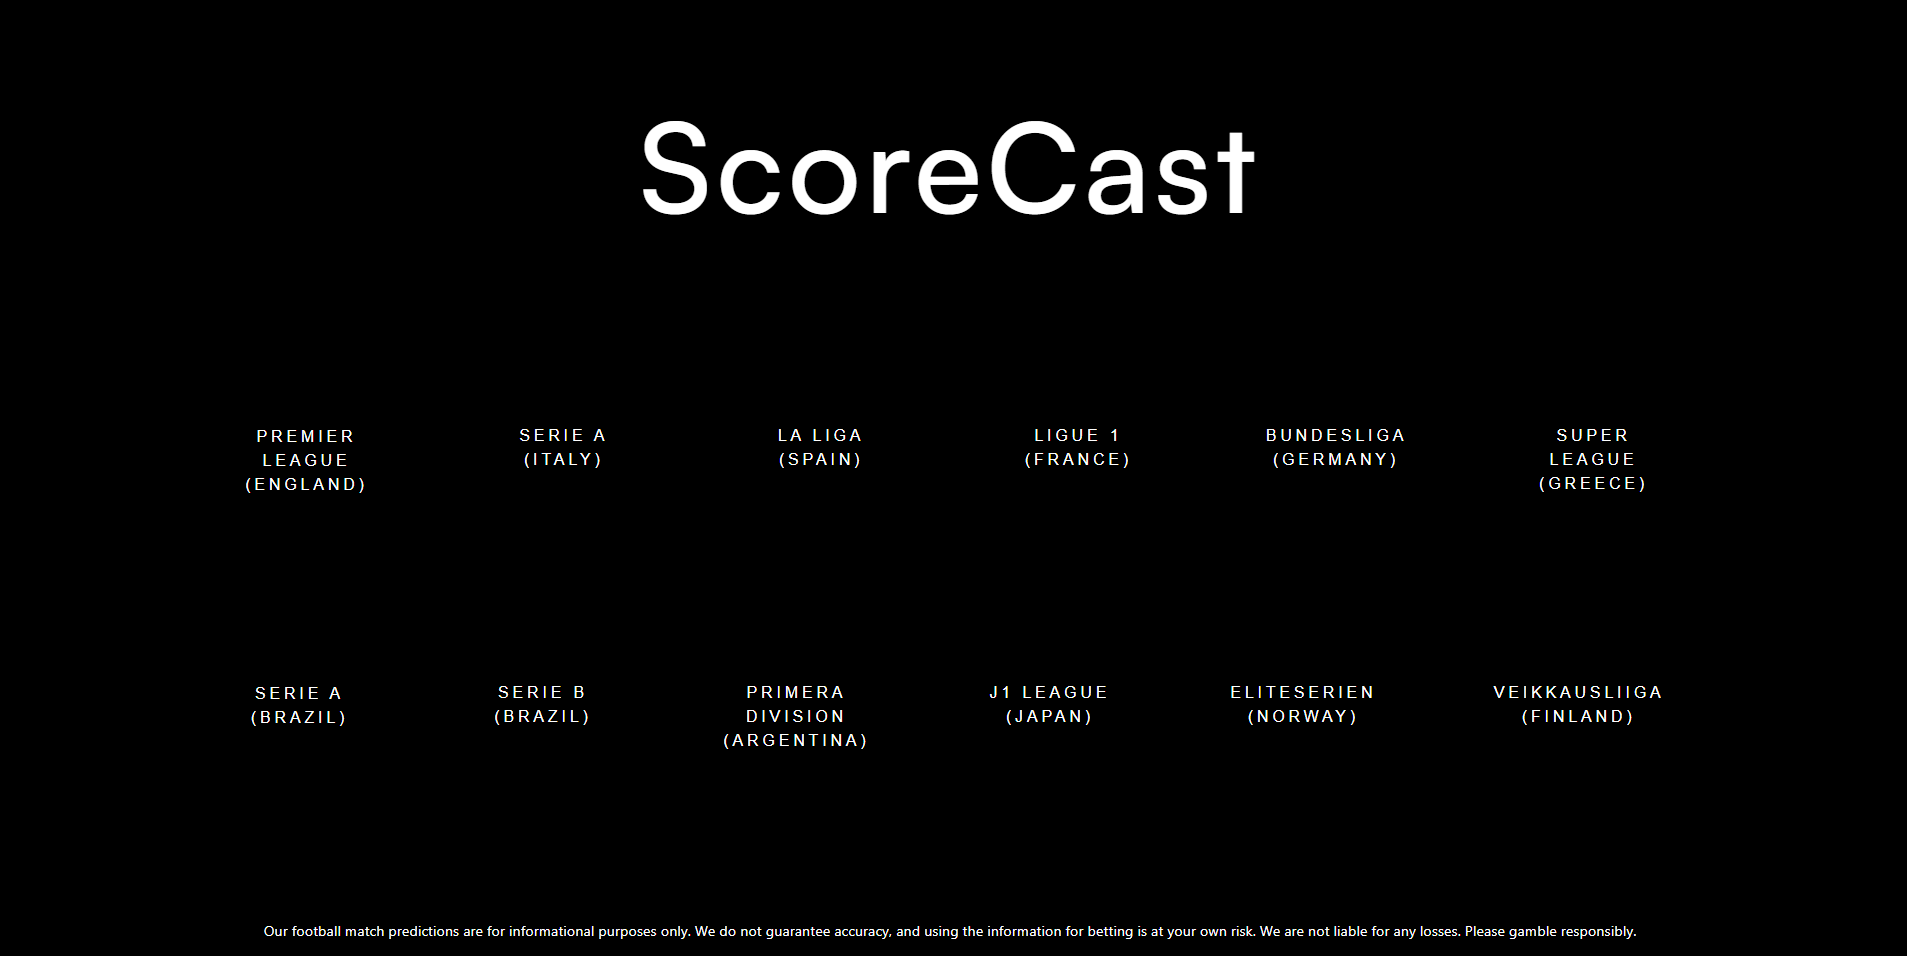 ScoreCast
PREMIER
LEAGUE
(ENGLAND)
SERIE A
(ITALY)
LA LIGA
(SPAIN)
LIGUE 1
(FRANCE)
BUNDESLIGA
(GERMANY)
SUPER
LEAGUE
(GREECE)
SERIE A
(BRAZIL)
SERIE B
(BRAZIL)
PRIMERA
DIVISION
(ARGENTINA)
J1 LEAGUE
(JAPAN)
ELITESERIEN
(NORWAY)
VEIKKAUSLIIGA
(FINLAND)
Our football match predictions are for informational purposes only. We do not guarantee accuracy, and using the information for betting is at your own risk. We are not liable for any losses. Please gamble responsibly.